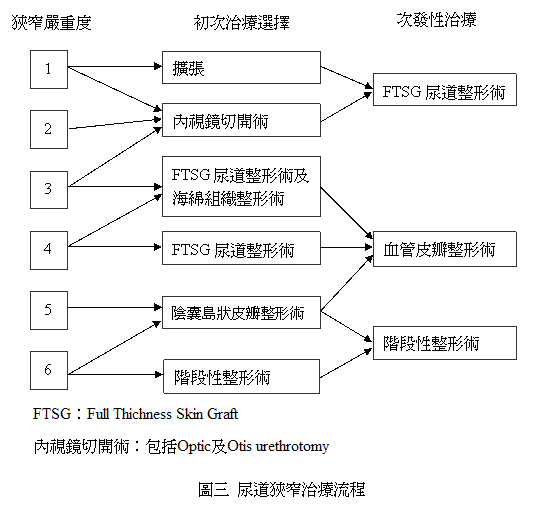 狹窄嚴重度 初次治療選擇 次發性治療
1 擴張
FTSG 尿道整形術
2 內視鏡切開術
3 FTSG 尿道整形術及
海綿組織整形術
4 FTSG 尿道整形術 血管皮瓣整形術
5 陰囊島狀皮瓣整形術
階段性整形術
6 階段性整形術
FTSG：Full Thichness Skin Graft
內視鏡切開術：包括Optic及Otis urethrotomy
圖三 尿道狹窄治療流程